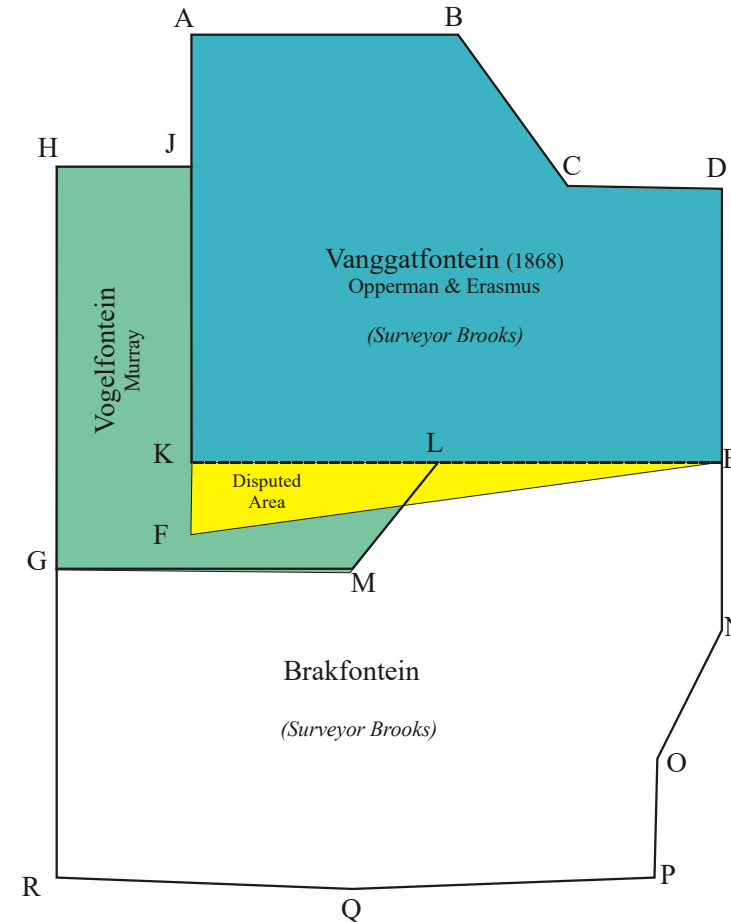 A
B
H
J
C
D
Vanggatfontein (1868)
Opperman & Erasmus
(Surveyor Brooks)
Vogelfontein
Murray
K
L
Disputed
Area
F
G
M
Brakfontein
(Surveyor Brooks)
O
R
Q
P